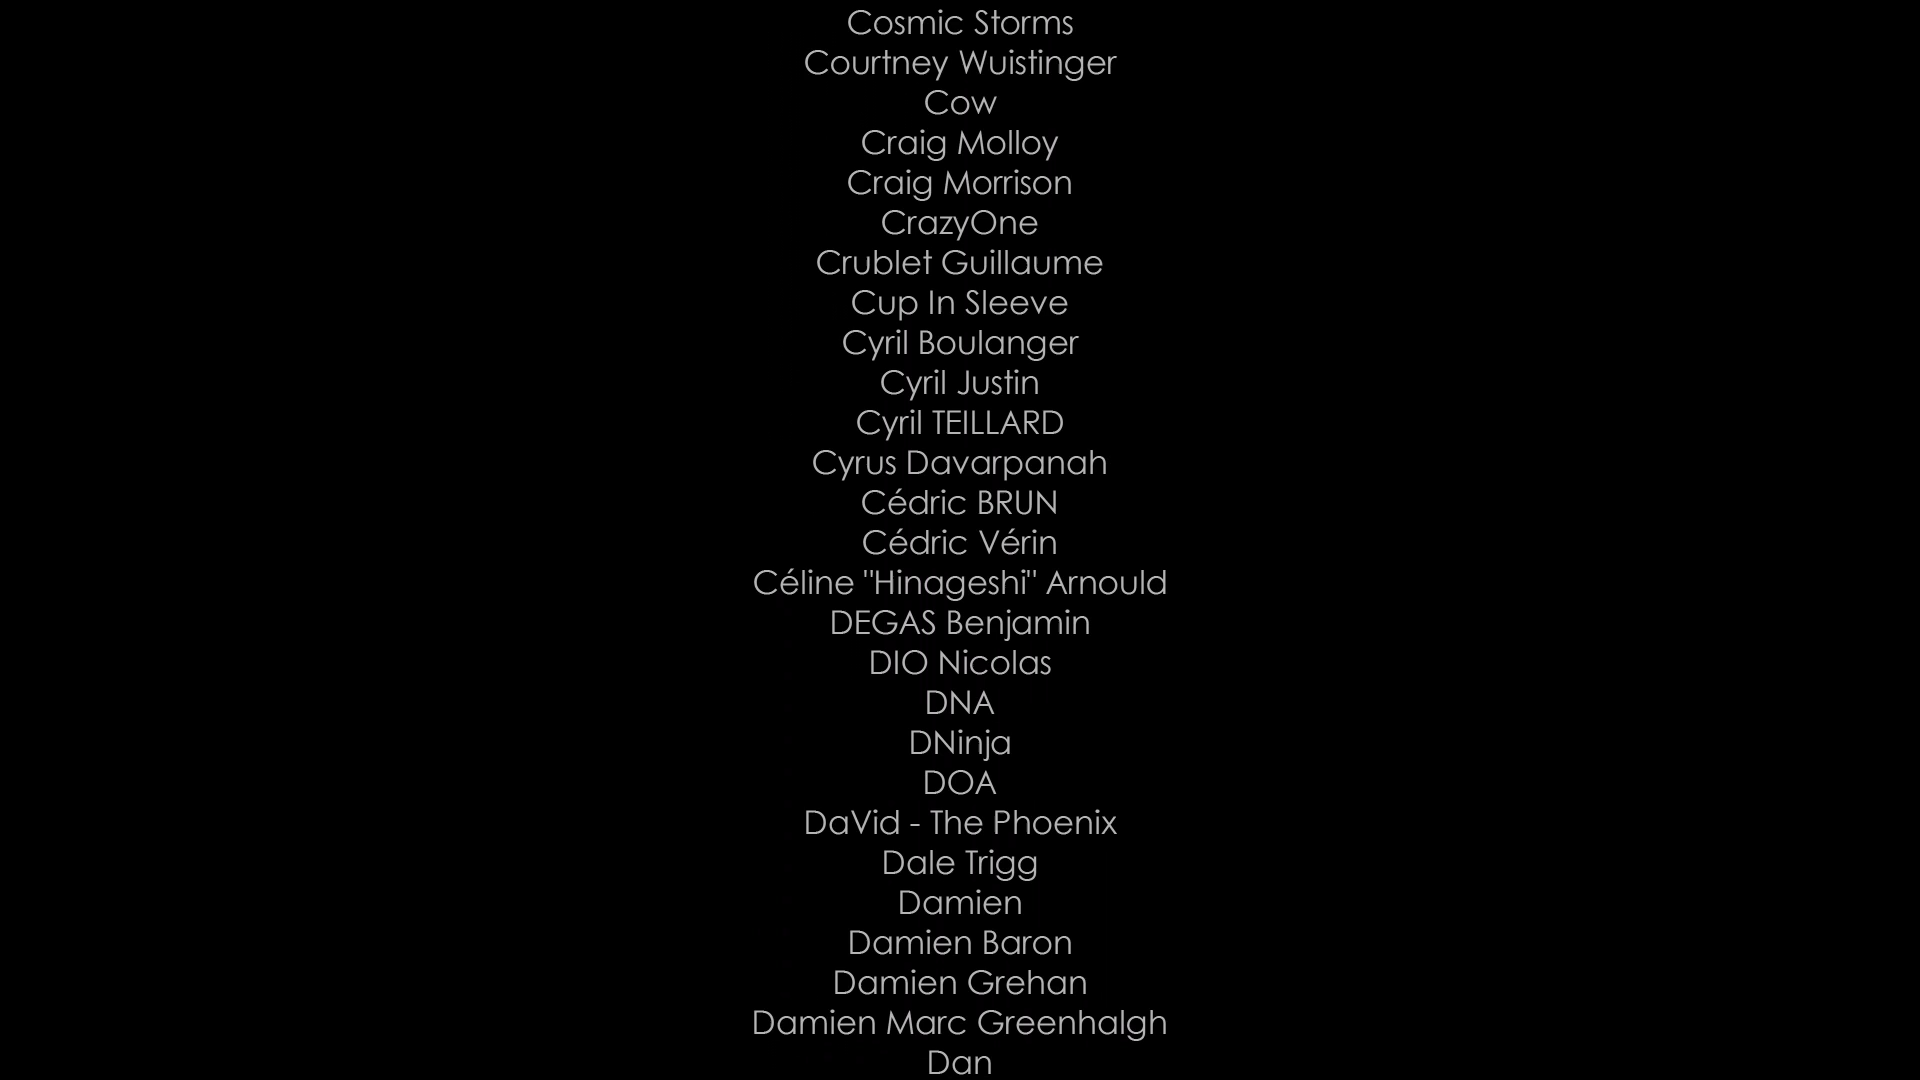 Cosmic Storms
Courtney Wuistinger
Cow
Craig Molloy
Craig Morrison
CrazyOne
Crublet Guillaume
Cup In Sleeve
Cyril Boulanger
Cyril Justin
Cyril TEILLARD
Cyrus Davarpanah
Cédric BRUN
Cédric Vérin
Céline "Hinageshi" Arnould
DEGAS Benjamin
DIO Nicolas
DNA
DNinja
DOA
DaVid - The Phoenix
Dale Trigg
Damien
Damien Baron
Damien Grehan
Damien Marc Greenhalgh
Dan